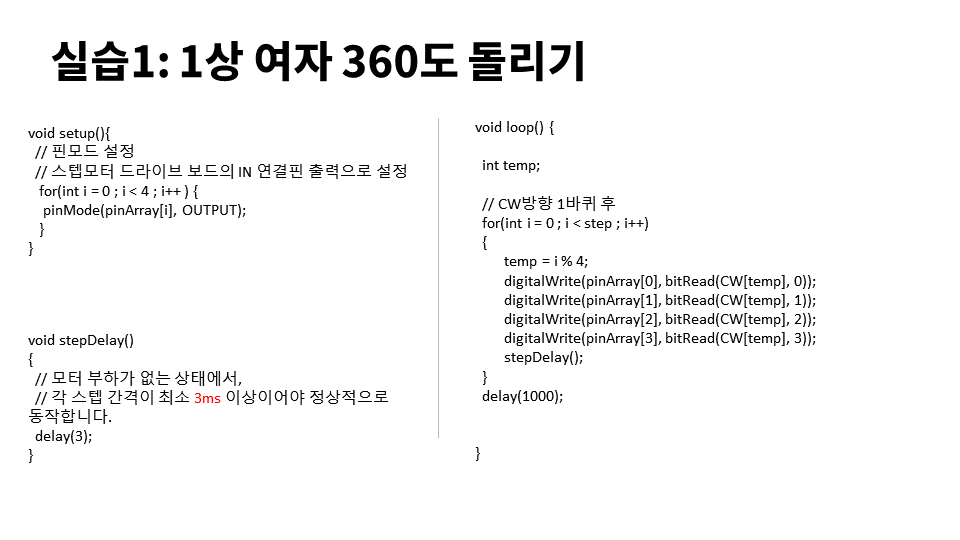 실습1: 1상 여자 360도 돌리기
void setup(){
// 핀모드 설정
// 스텝모터 드라이브 보드의 IN 연결핀 출력으로 설정
for(int i = 0 ; i < 4 ; i++ ) {
pinMode(pinArray[i], OUTPUT);
}
}
void stepDelay()
{
// 모터 부하가 없는 상태에서,
// 각 스텝 간격이 최소 3ms 이상이어야 정상적으로
동작합니다.
delay(3);
}
void loop() {
int temp;
// CW방향 1바퀴 후
for(int i = 0 ; i < step ; i++)
{
temp = i % 4;
digitalWrite(pinArray[0], bitRead(CW[temp], 0));
digitalWrite(pinArray[1], bitRead(CW[temp], 1));
digitalWrite(pinArray[2], bitRead(CW[temp], 2));
digitalWrite(pinArray[3], bitRead(CW[temp], 3));
stepDelay();
}
delay(1000);
}